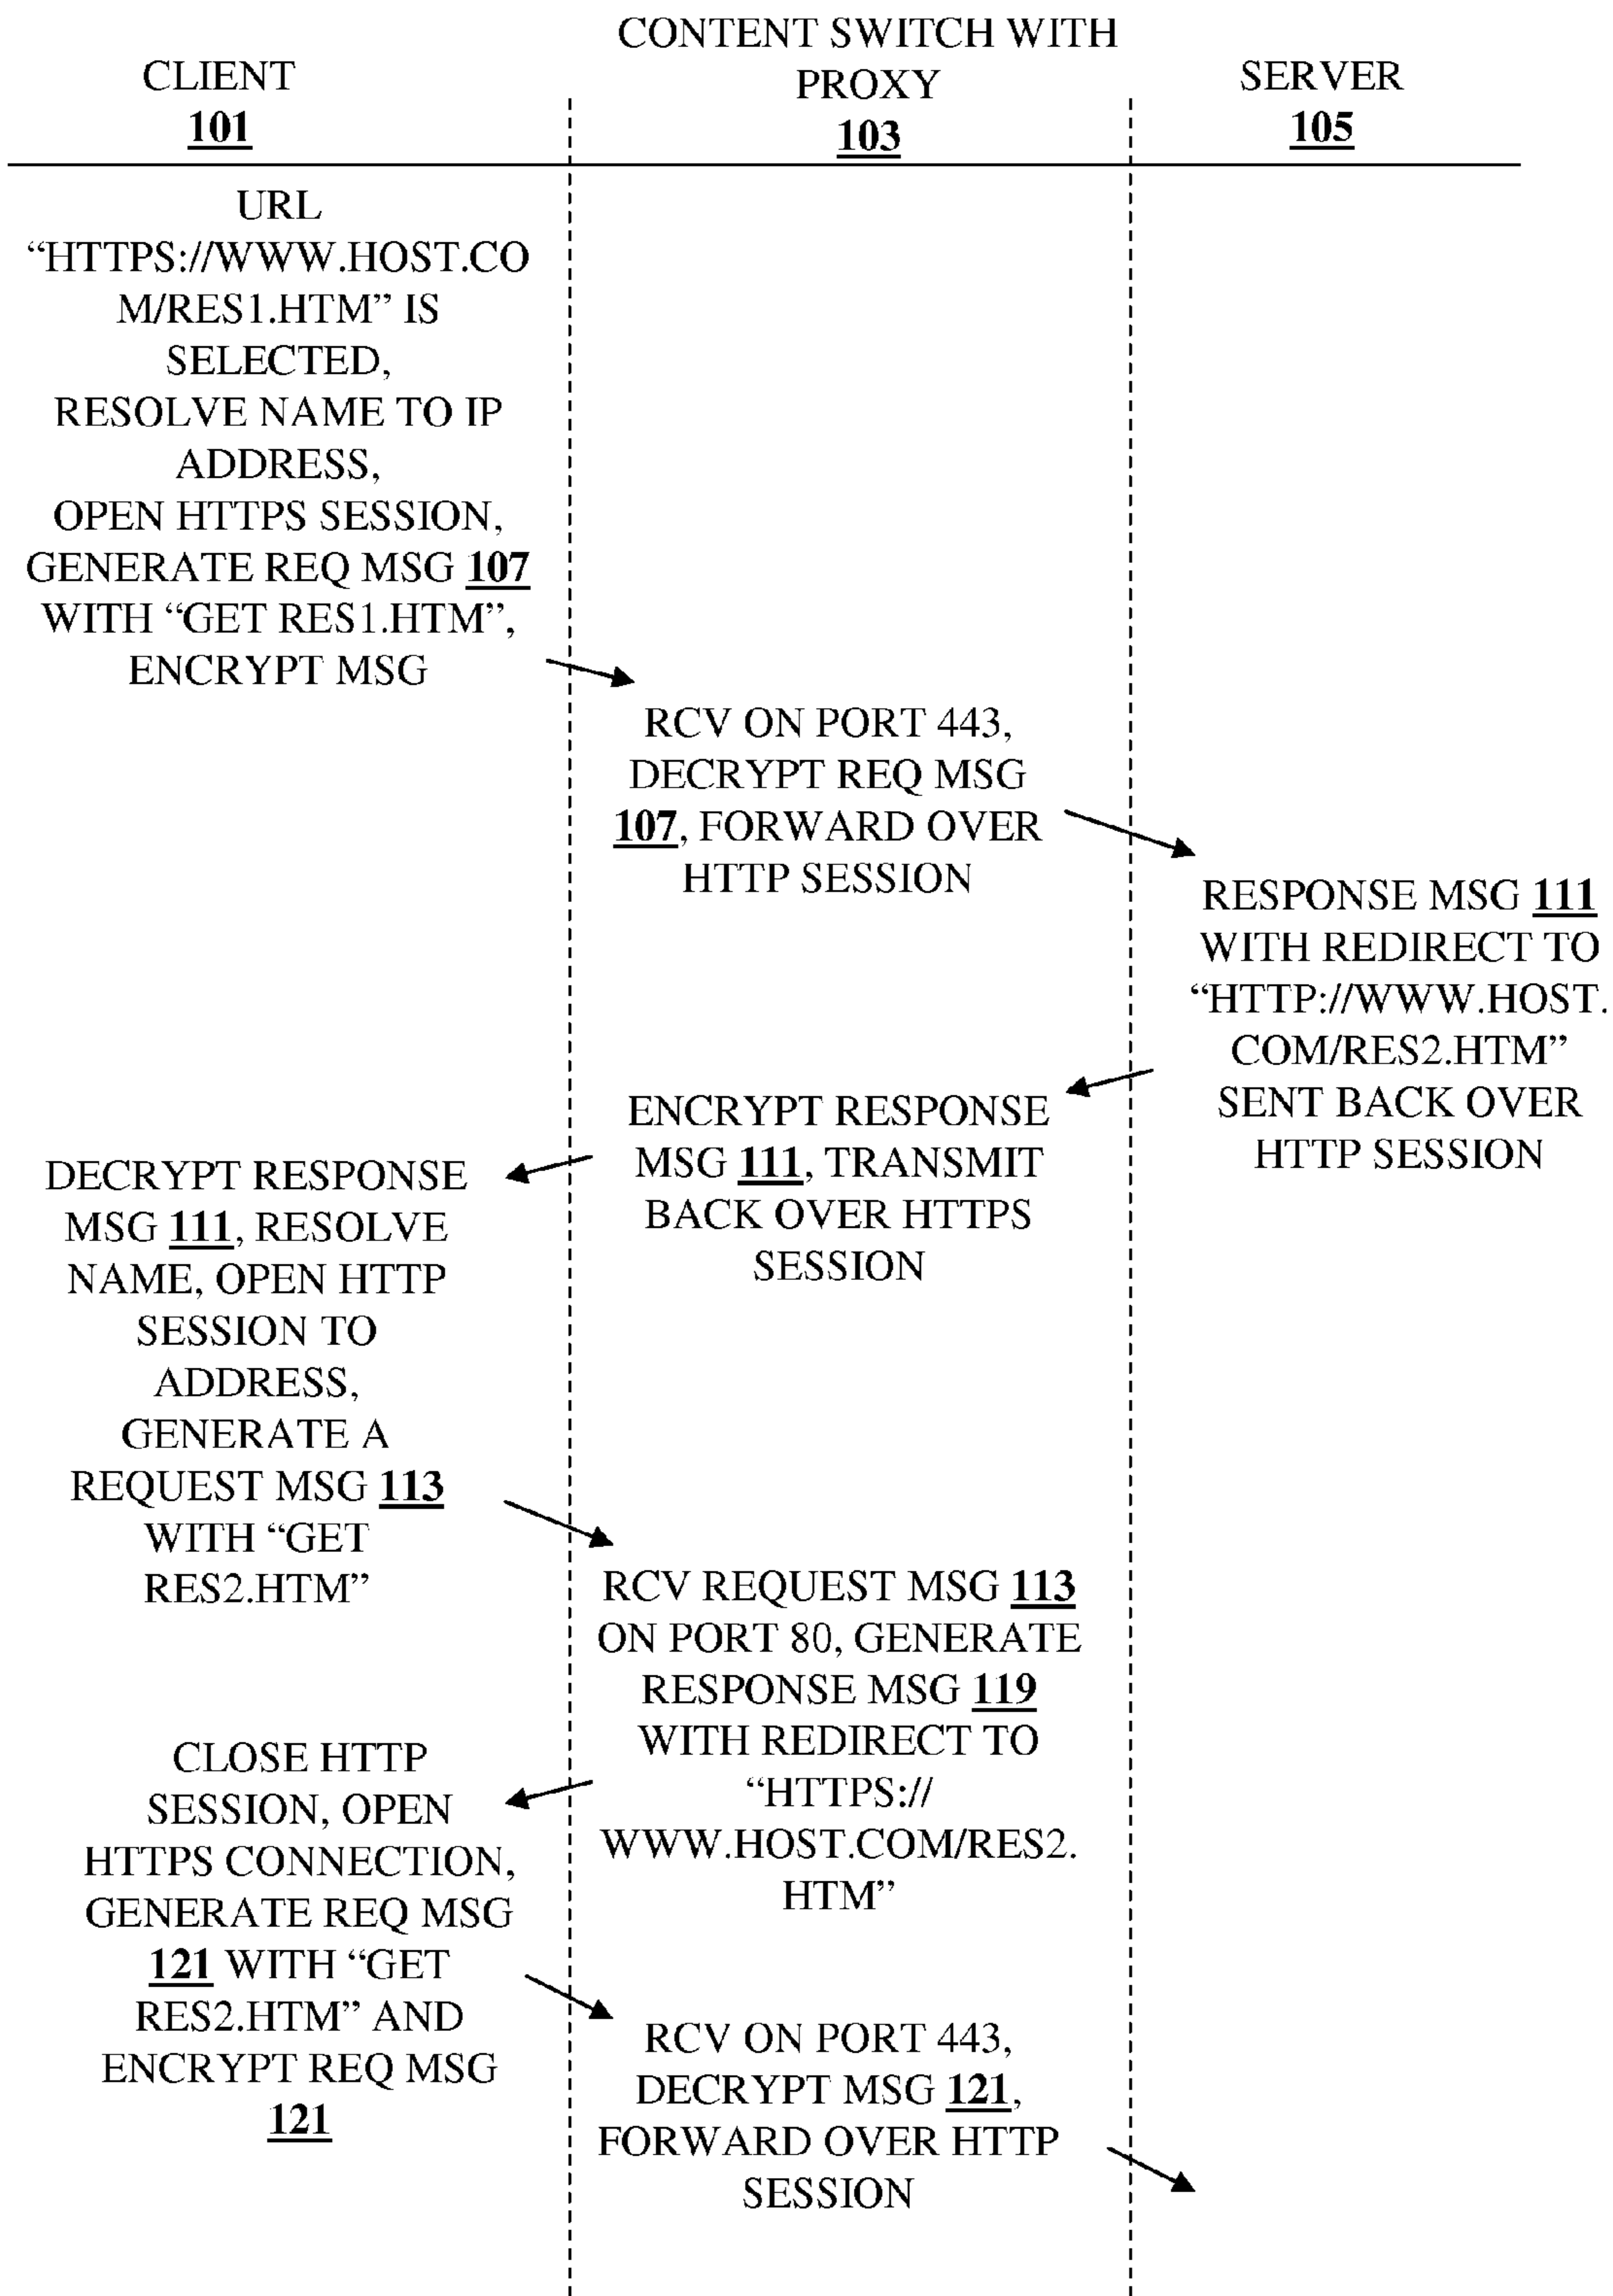 CLIENT
101
CONTENT SWITCH WITH
PROXY
103
SERVER
105
URL
“HTTPS://WWW.HOST.CO
M/RES1.HTM” IS
SELECTED,
RESOLVE NAME TO IP
ADDRESS,
OPEN HTTPS SESSION,
GENERATE REQ MSG 107
WITH “GET RES1.HTM”,
ENCRYPT MSG
RCV ON PORT 443,
DECRYPT REQ MSG
107, FORWARD OVER
HTTP SESSION
RESPONSE MSG 111
WITH REDIRECT TO
“HTTP://WWW.HOST.
COM/RES2.HTM”
SENT BACK OVER
HTTP SESSION
ENCRYPT RESPONSE
MSG 111, TRANSMIT
BACK OVER HTTPS
SESSION
DECRYPT RESPONSE
MSG 111, RESOLVE
NAME, OPEN HTTP
SESSION TO
ADDRESS,
GENERATE A
REQUEST MSG 113
WITH “GET
RES2.HTM”
RCV REQUEST MSG 113
ON PORT 80, GENERATE
RESPONSE MSG 119
WITH REDIRECT TO
“HTTPS://
WWW.HOST.COM/RES2.
HTM”
CLOSE HTTP
SESSION, OPEN
HTTPS CONNECTION,
GENERATE REQ MSG
121 WITH “GET
RES2.HTM” AND
ENCRYPT REQ MSG
121
RCV ON PORT 443,
DECRYPT MSG 121,
FORWARD OVER HTTP
SESSION